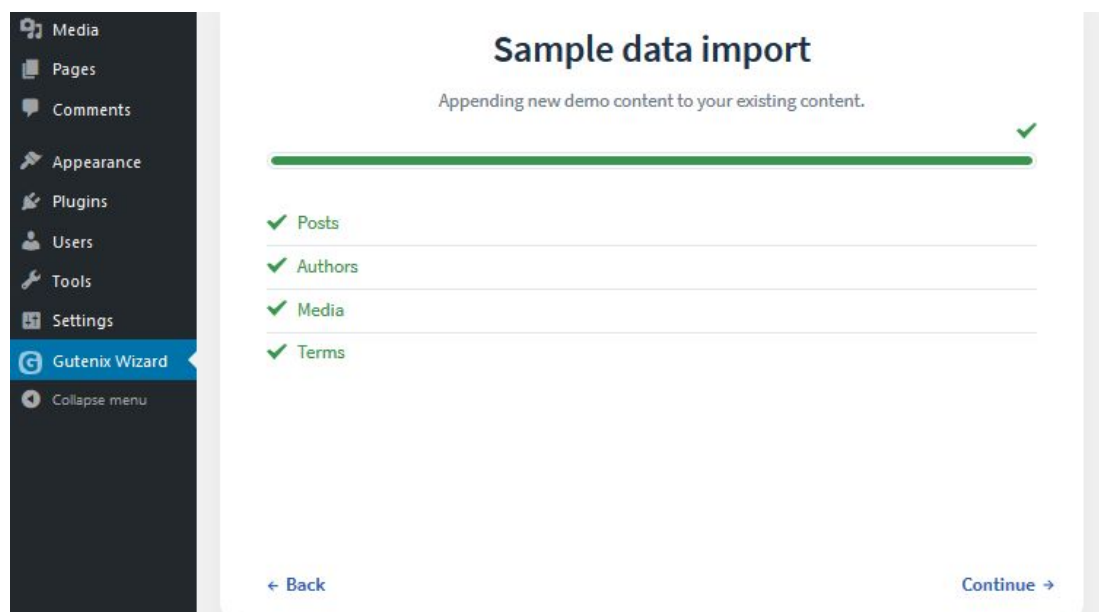 Media
Pages
Comments
Appearance
Plugins
Users
Tools
Settings
Gutenix Wizard
Collapse menu
Sample data import
Appending new demo content to your existing content.
Posts
Authors
Media
Terms
← Back
Continue →